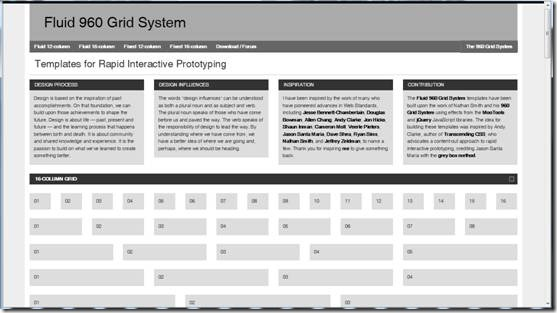 Fluid 960 Grid System
Fluid 12-column Fluid 16-column Fixed 12-column Fixed 16-column Download / Forum The 960 Grid System
Templates for Rapid Interactive Prototyping
DESIGN PROCESS
Design is based on the inspiration of past
accomplishments. On that foundation, we can
build upon those achievements to shape the
future. Design is about life — past, present and
future — and the learning process that happens
between birth and death. It is about community
and shared knowledge and experience. It is the
passion to build on what we've learned to create
something better.
DESIGN INFLUENCES
The words “design influences” can be understood
both as a plural noun and as subject and verb.
The plural noun speaks of those who have come
before us and paved the way. The verb speaks of
the responsibility of design to lead the way. By
understanding where we have come from, we
have a better idea of where we are going and,
perhaps, where we should be heading.
INSPIRATION
I have been inspired by the work of many who
have pioneered advances in Web Standards,
including Jesse Bennett-Chamberlain, Douglas
Bowman, Allen Chang, Andy Clarke, Jon Hicks,
Shaun Inman, Cameron Moll, Veerle Pieters,
Jason Santa Maria, Dave Shea, Ryan Sims,
Nathan Smith, and Jeffrey Zeldman; to name
a few. Thank you for inspiring me to give something
back.
CONTRIBUTION
The Fluid 960 Grid System templates have been
built upon the work of Nathan Smith and his 960
Grid System using effects from the MooTools
and jQuery JavaScript libraries. The idea for
building these templates was inspired by Andy
Clarke, author of Transcending CSS, who
advocates a content-out approach to rapid
interactive prototyping, crediting Jason Santa
Maria with the grey box method.
16-COLUMN GRID
01 02 03 04 05 06 07 08 09 10 11 12 13 14 15 16
01 02 03 04 05 06 07 08
01 02 03 04 05
01 02 03 04
01 02 03